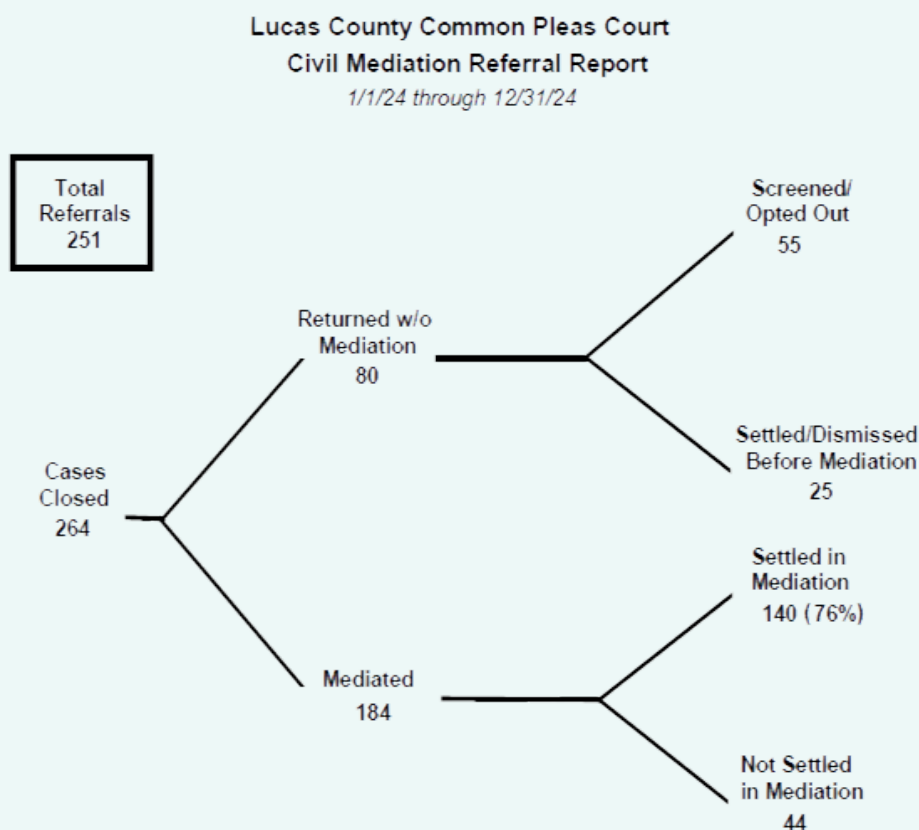 Lucas County Common Pleas Court
Civil Mediation Referral Report
1/1/24 through 12/31/24
Total
Referrals
251
Screened/
Opted Out
55
Returned w/o
Mediation
80
Settled/Dismissed
Before Mediation
25
Cases
Closed
264
Settled in
Mediation
140 (76%)
Mediated
184
Not Settled
in Mediation
44